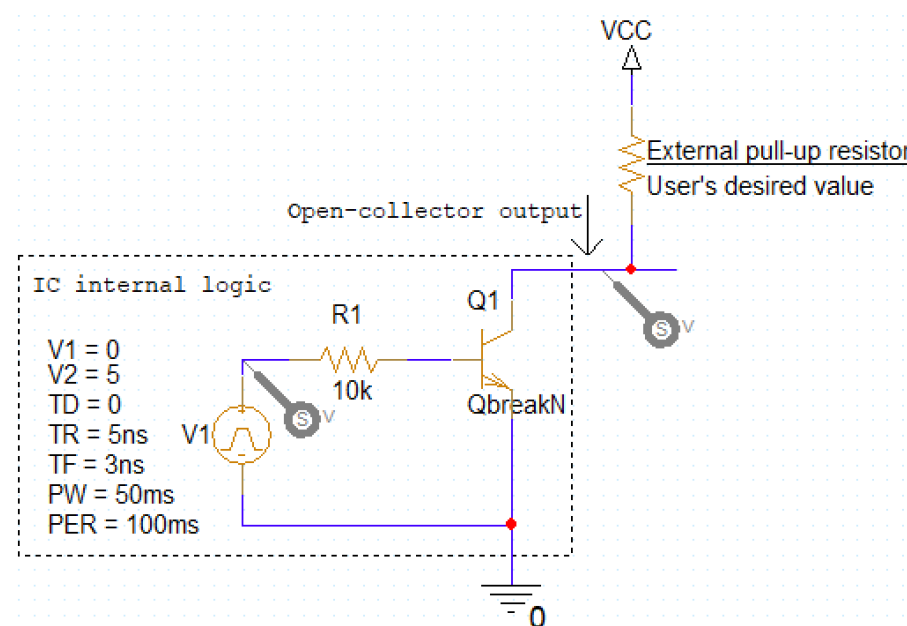 VCC
External pull-up resistor
User's desired value
Open-collector output
IC internal logic
R1
10k
Q1
QbreakN
V1 = 0
V2 = 5
TD = 0
TR = 5ns
TF = 3ns
PW = 50ms
PER = 100ms
V1
S V
S V
0